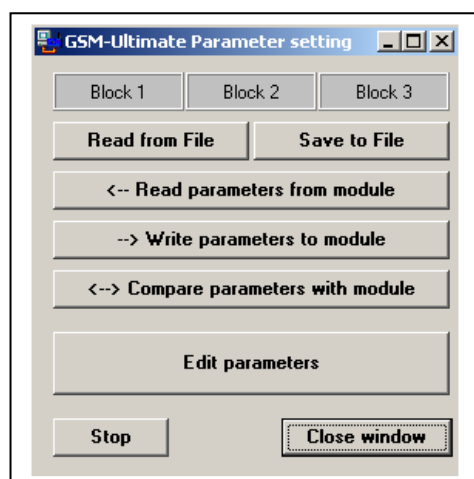 GSM-Ultimate Parameter setting
Block 1 Block 2 Block 3
Read from File Save to File
<-- Read parameters from module
--> Write parameters to module
<--> Compare parameters with module
Edit parameters
Stop Close window